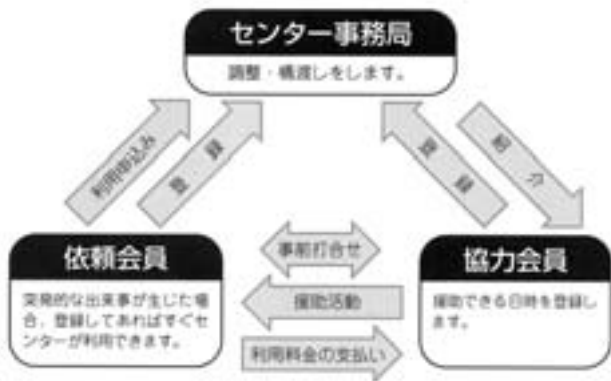 センター事務局
調整・橋渡しをします。
利用申込み
登録
登録
紹介
依頼会員
突発的な出来事が生じた場
合、登録してあればすぐセ
ンターが利用できます。
事前打合せ
援助活動
利用料金の支払い
協力会員
援助できる日時を登録し
ます。